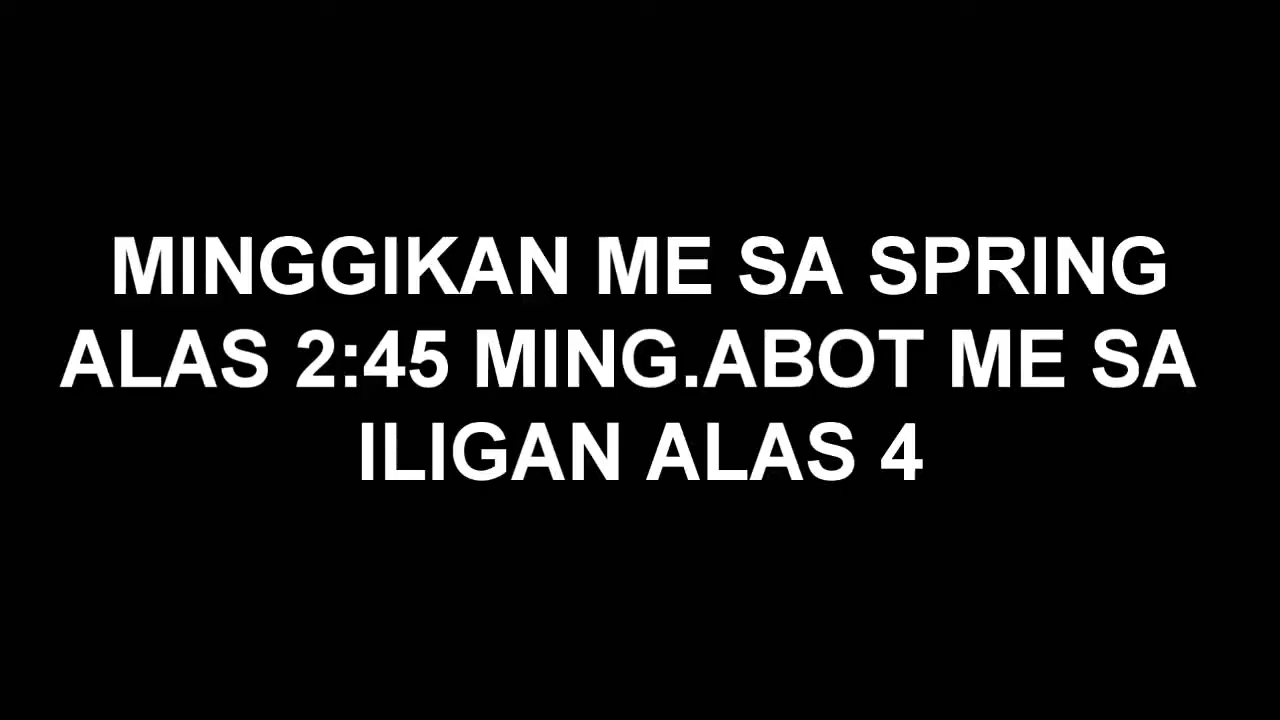 MINGGIKAN ME SA SPRING
ALAS 2:45 MING.ABOT ME SA
ILIGAN ALAS 4